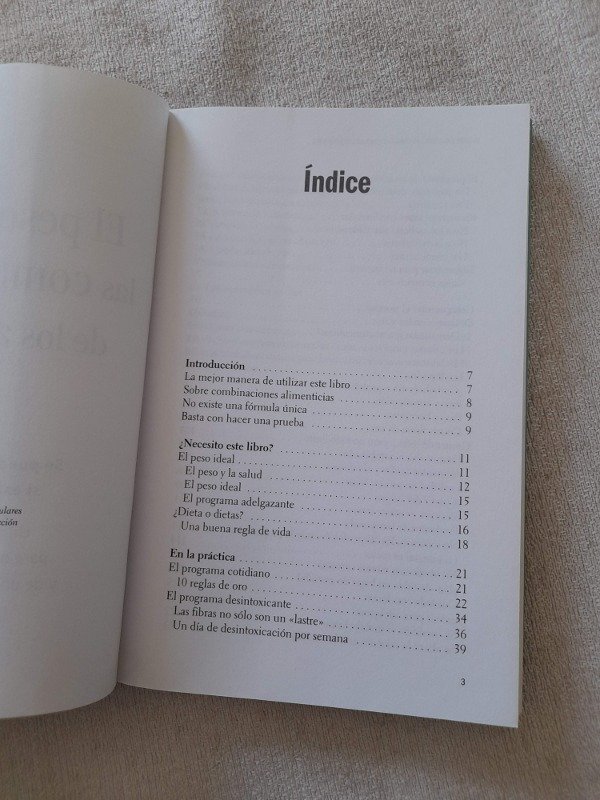 ulares
cción
Índice
Introducción . . . . . . . . . . . . . . . . . . . . 7
La mejor manera de utilizar este libro . . . . . . . . . . 7
Sobre combinaciones alimenticias . . . . . . . . . . 8
No existe una fórmula única . . . . . . . . . . 9
Basta con hacer una prueba . . . . . . . . . . 9
¿Necesito este libro? . . . . . . . . . . 11
El peso ideal . . . . . . . . . . 11
El peso y la salud . . . . . . . . . . 12
El peso ideal . . . . . . . . . . 15
El programa adelgazante . . . . . . . . . . 15
¿Dieta o dietas? . . . . . . . . . . 16
Una buena regla de vida . . . . . . . . . . 18
En la práctica . . . . . . . . . . 21
El programa cotidiano . . . . . . . . . . 21
10 reglas de oro . . . . . . . . . . 22
El programa desintoxicante . . . . . . . . . . 34
Las fibras no sólo son un «lastre» . . . . . . . . . . 36
Un día de desintoxicación por semana . . . . . . . . . . 39
3